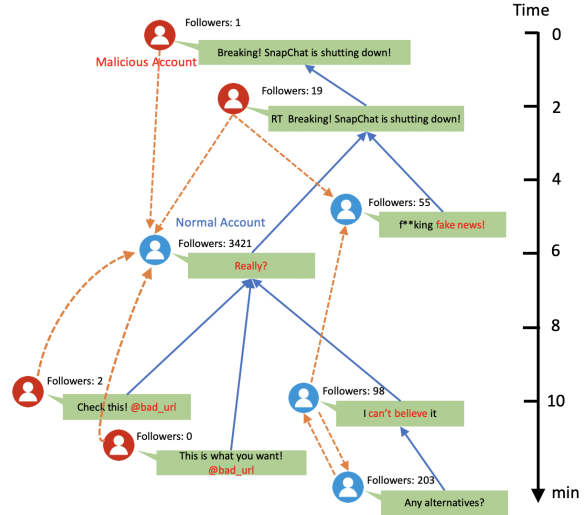 Time
Followers: 1
0
Breaking! SnapChat is shutting down!
Malicious Account
Followers: 19
2
RT Breaking! SnapChat is shutting down!
4
Followers: 55
Normal Account
f**king fake news!
Followers: 3421
6
Really?
8
Followers: 2
Followers: 98
Check this! @bad_url
I can't believe it
10
Followers: 0
This is what you want!
@bad_url
Followers: 203
Any alternatives?
min